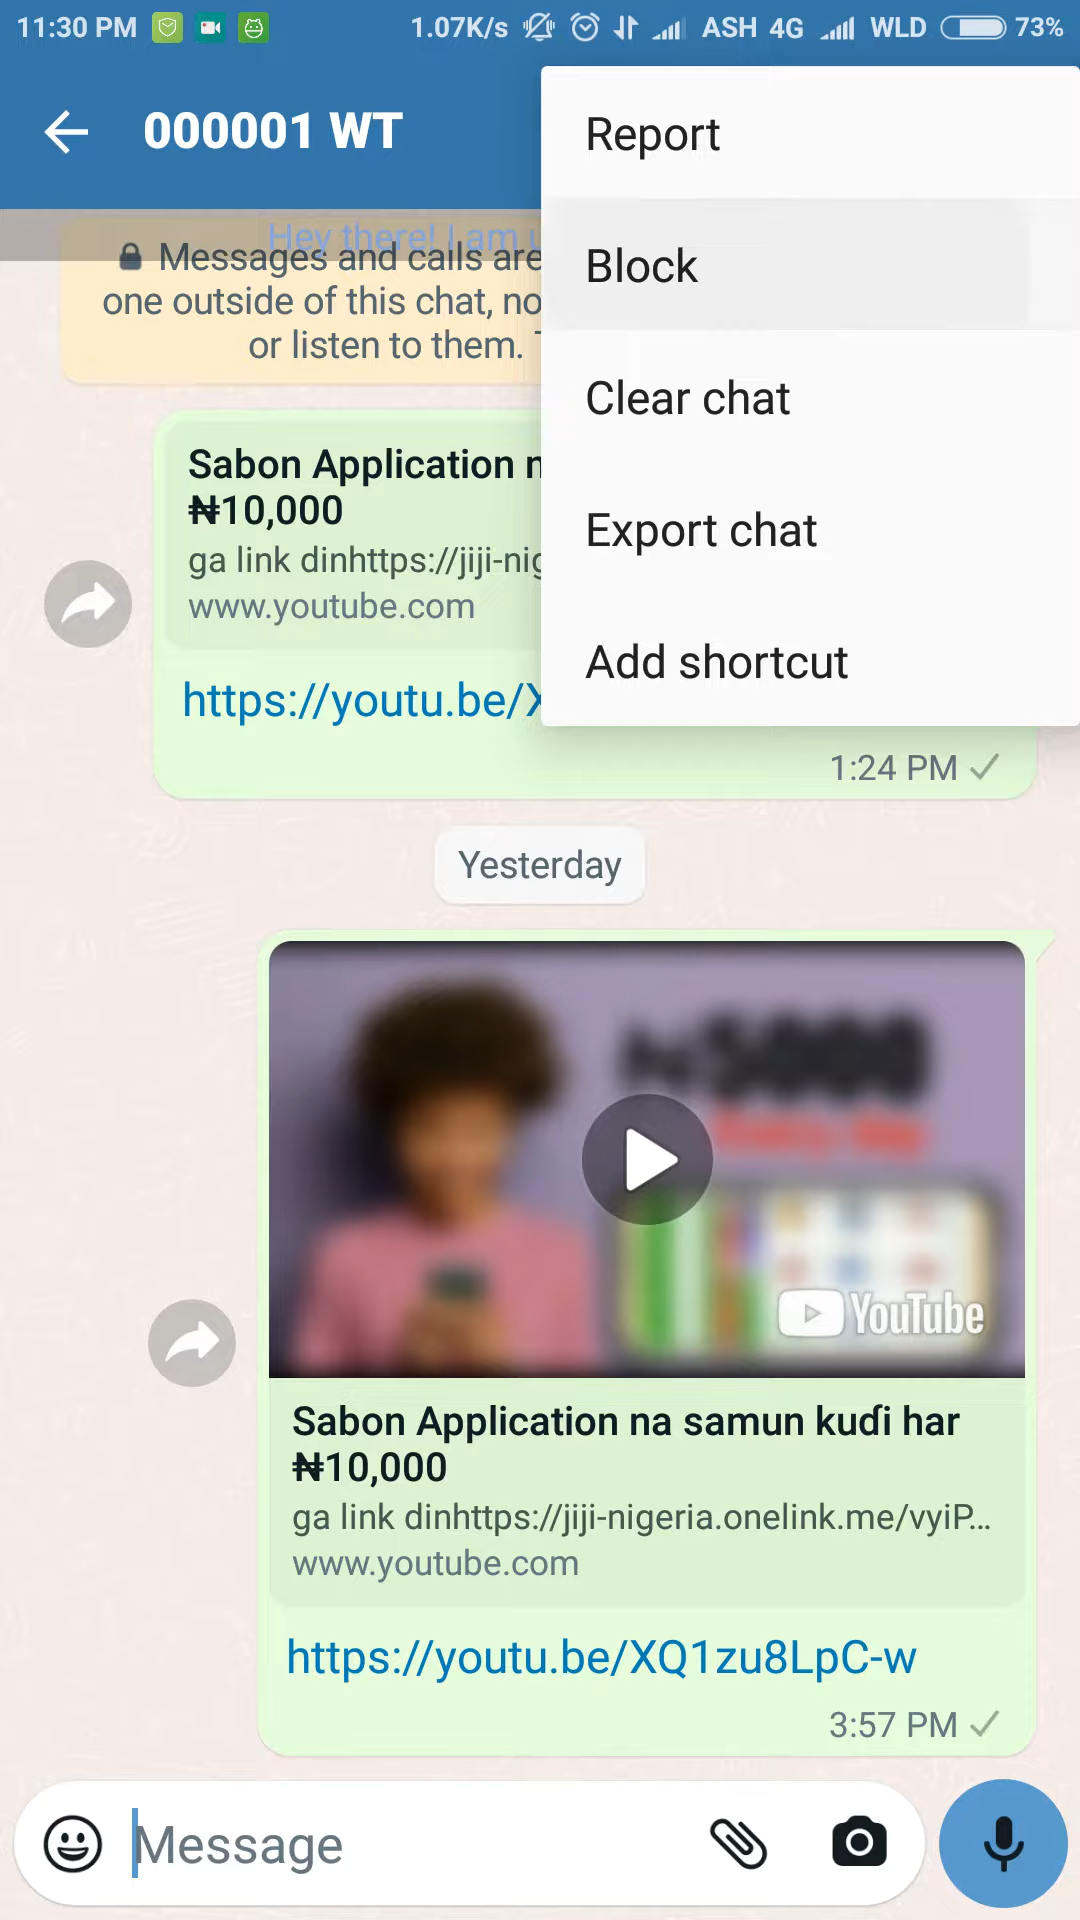 11:30 PM 1.07K/s ASH 4G WLD 73%
000001 WT
Report
Block
Clear chat
Export chat
Add shortcut
Hey there! I am
Messages and calls are
one outside of this chat, no
or listen to them.
Sabon Application
₦10,000
ga link dinhttps://jiji-nig
www.youtube.com
https://youtu.be/X
1:24 PM
Yesterday
₦5000
YouTube
Sabon Application na samun kuɗi har
₦10,000
ga link dinhttps://jiji-nigeria.onelink.me/vyiP...
www.youtube.com
https://youtu.be/XQ1zu8LpC-w
3:57 PM
Message